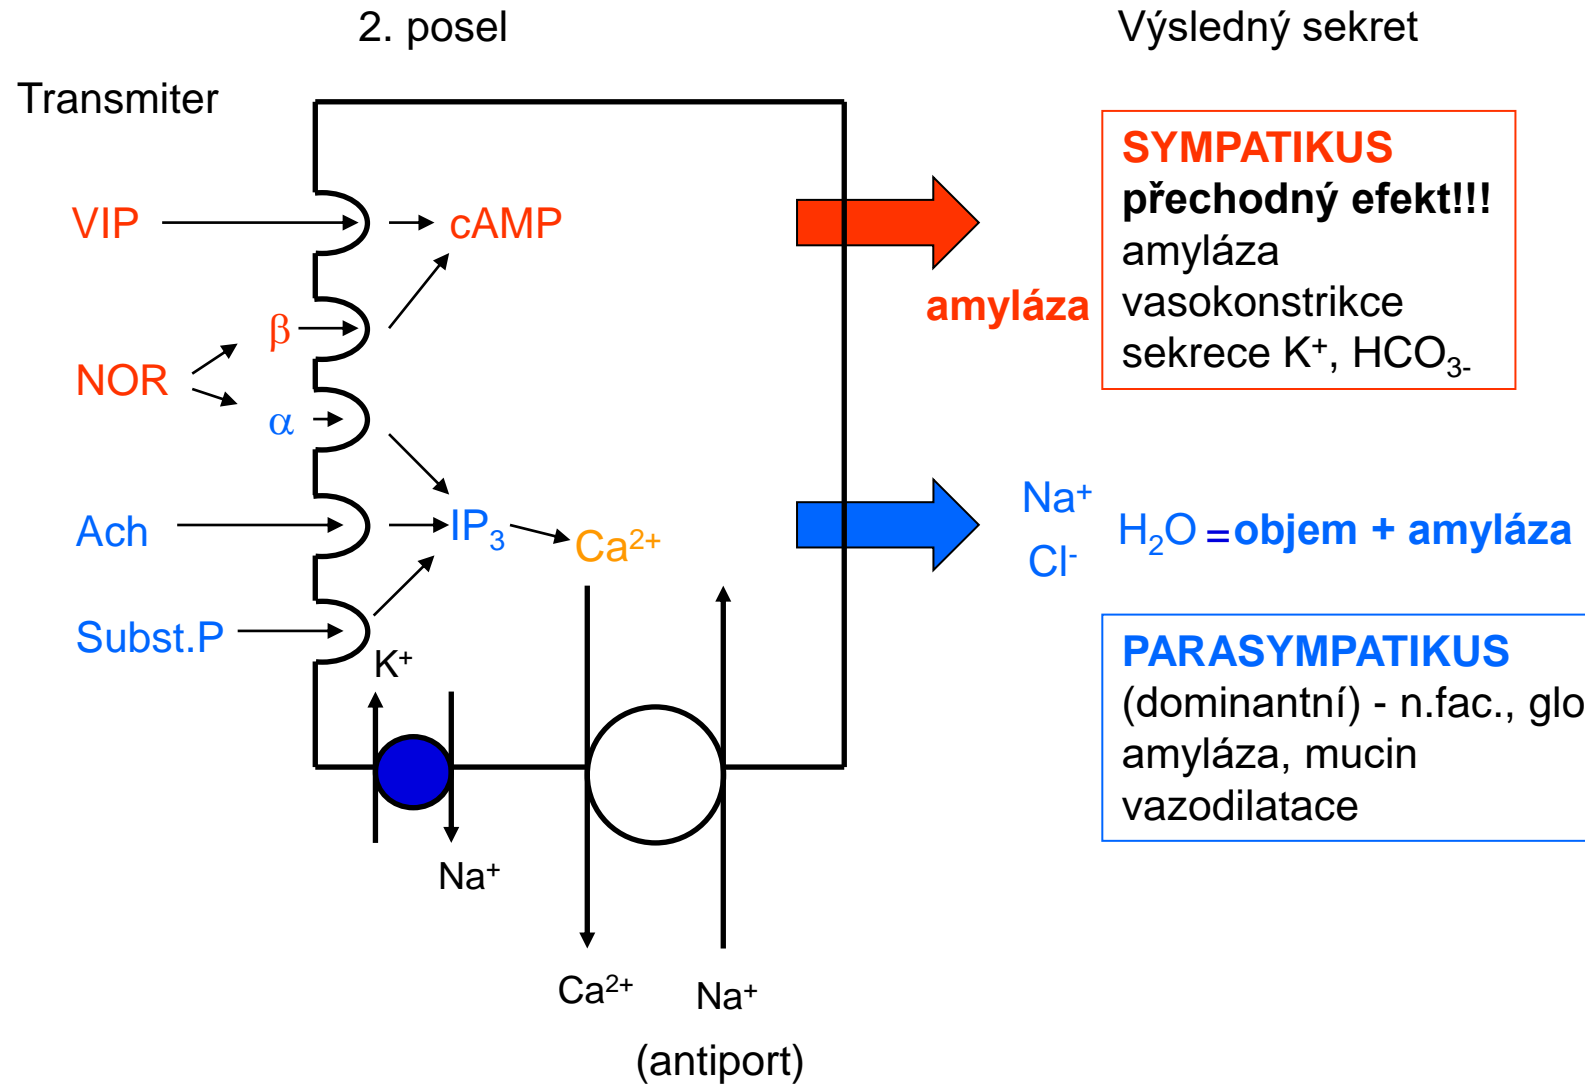 2. posel
Výsledný sekret
Transmiter
VIP
cAMP
β
NOR
α
Ach
IP₃
Ca²⁺
Subst.P
K⁺
Na⁺
Ca²⁺
Na⁺
(antiport)
amyláza
SYMPATIKUS
přechodný efekt!!!
amyláza
vasokonstrikce
sekrece K⁺, HCO₃₋
Na⁺
Cl⁻
H₂O = objem + amyláza
PARASYMPATIKUS
(dominantní) - n.fac., glo
amyláza, mucin
vazodilatace